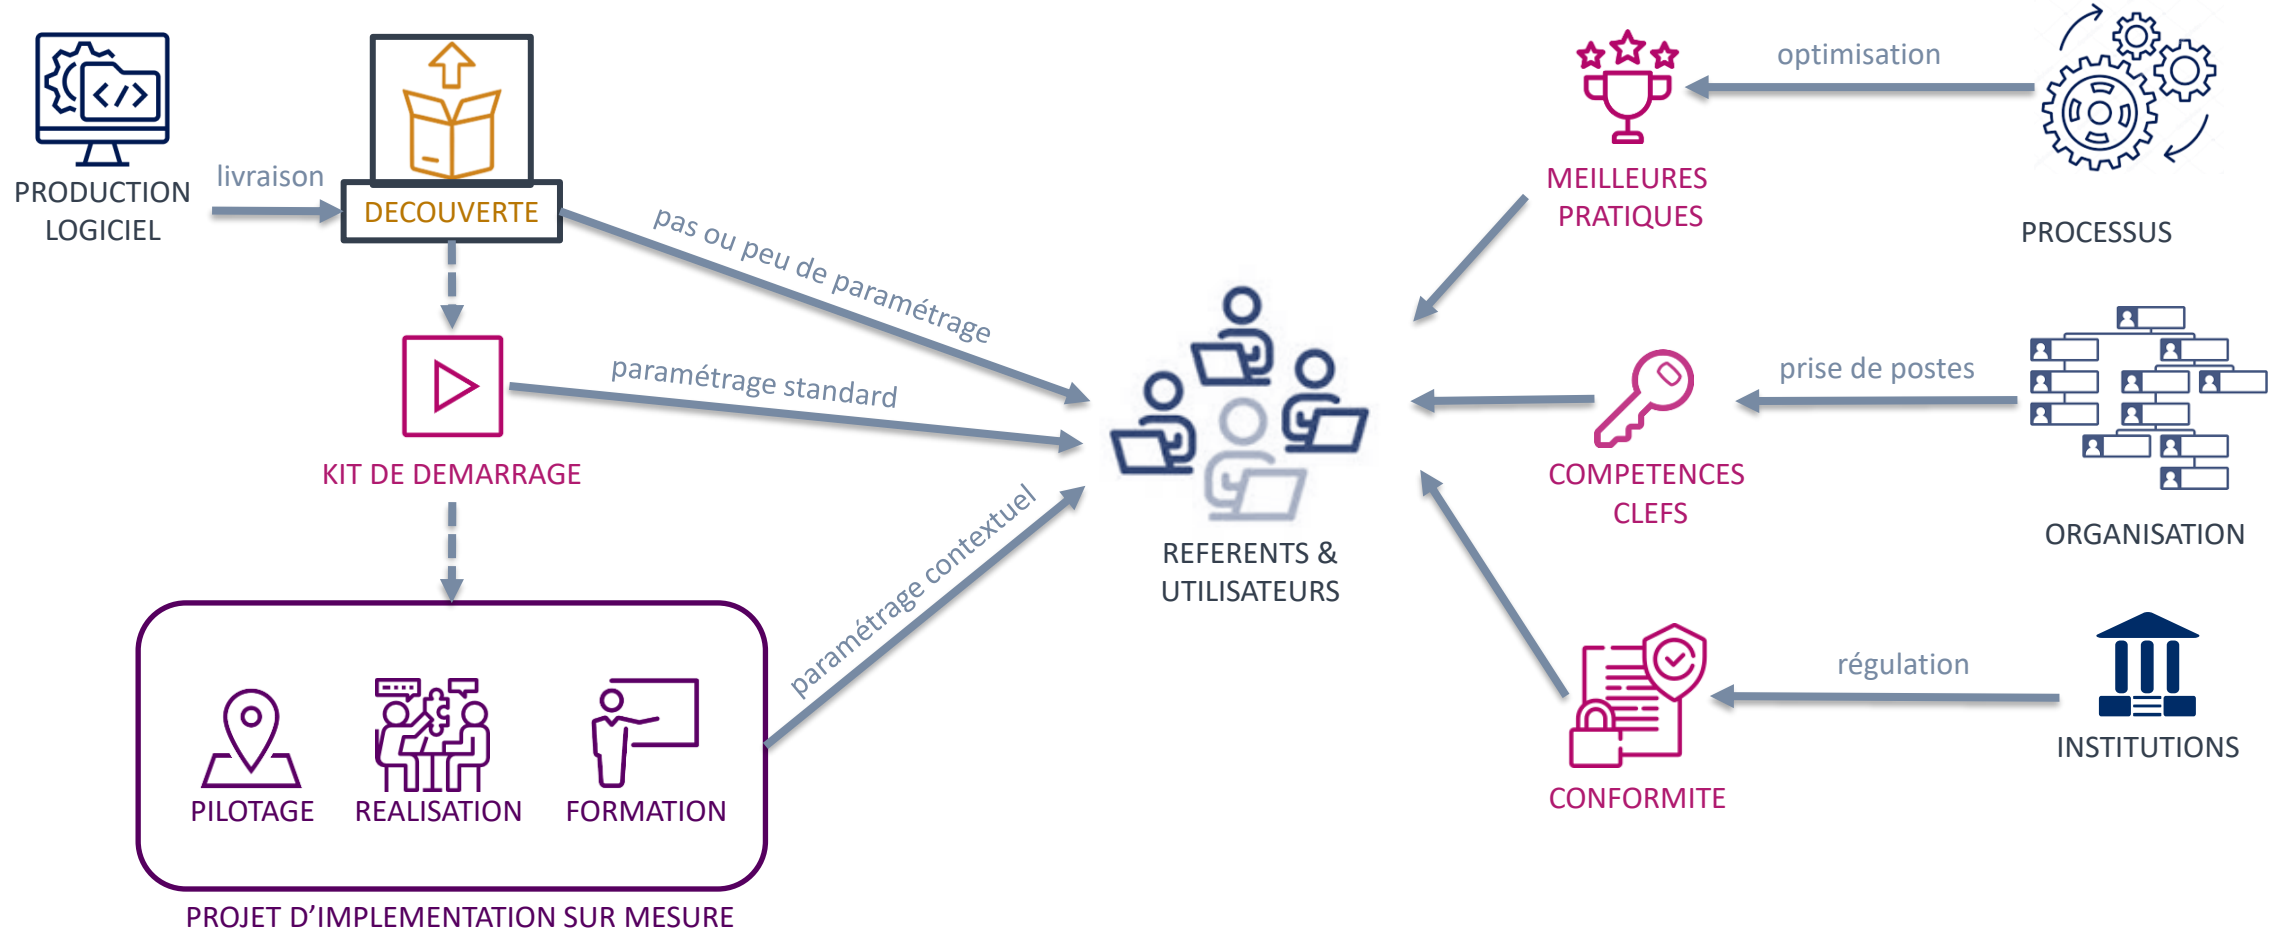 PRODUCTION
LOGICIEL
livraison
DECOUVERTE
pas ou peu de paramétrage
paramétrage standard
KIT DE DEMARRAGE
paramétrage contextuel
PILOTAGE
REALISATION
FORMATION
PROJET D’IMPLEMENTATION SUR MESURE
REFERENTS &
UTILISATEURS
MEILLEURES
PRATIQUES
optimisation
PROCESSUS
COMPETENCES
CLEFS
prise de postes
ORGANISATION
CONFORMITE
régulation
INSTITUTIONS